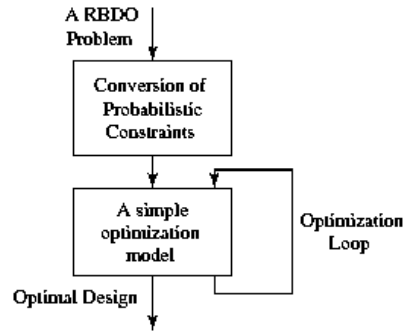 A RBDO
Problem
Conversion of
Probabilistic
Constraints
A simple
optimization
model
Optimization
Loop
Optimal Design